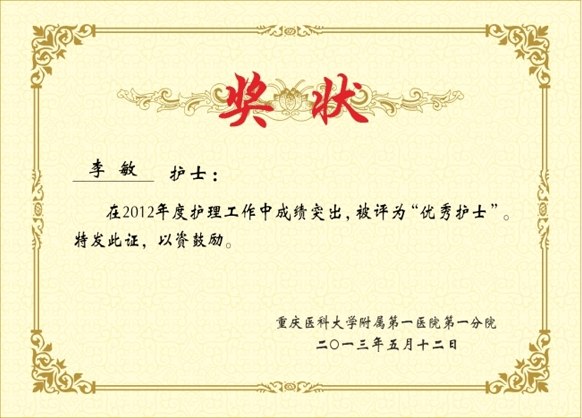 奖状
李敏 护士：
在2012年度护理工作中成绩突出，被评为“优秀护士”。
特发此证，以资鼓励。
重庆医科大学附属第一医院第一分院
二〇一三年五月十二日